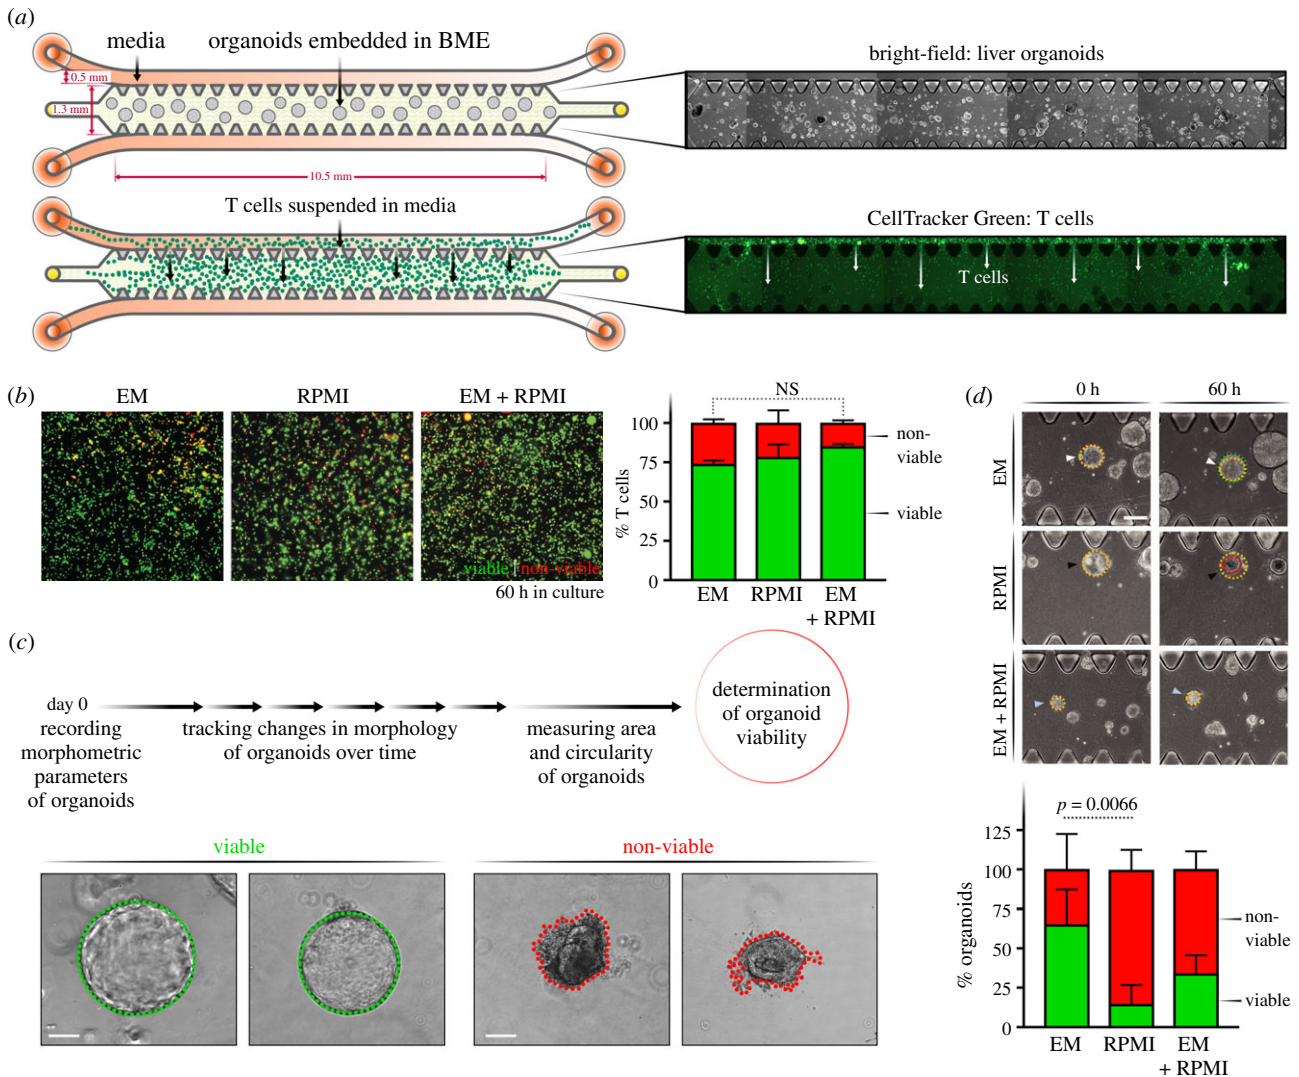 (a)
media
organoids embedded in BME
0.5 mm
1.3 mm
10.5 mm
bright-field: liver organoids
T cells suspended in media
CellTracker Green: T cells
T cells
(b)
EM
RPMI
EM + RPMI
viable | non-viable
60 h in culture
NS
% T cells
100
75
50
25
0
EM
RPMI
EM
+ RPMI
non-
viable
viable
(c)
day 0
recording
morphometric
parameters
of organoids
tracking changes in morphology
of organoids over time
measuring area
and circularity
of organoids
determination
of organoid
viability
viable
non-viable
(d)
0 h
60 h
EM
RPMI
EM + RPMI
p = 0.0066
% organoids
125
100
75
50
25
0
EM
RPMI
EM
+ RPMI
non-
viable
viable